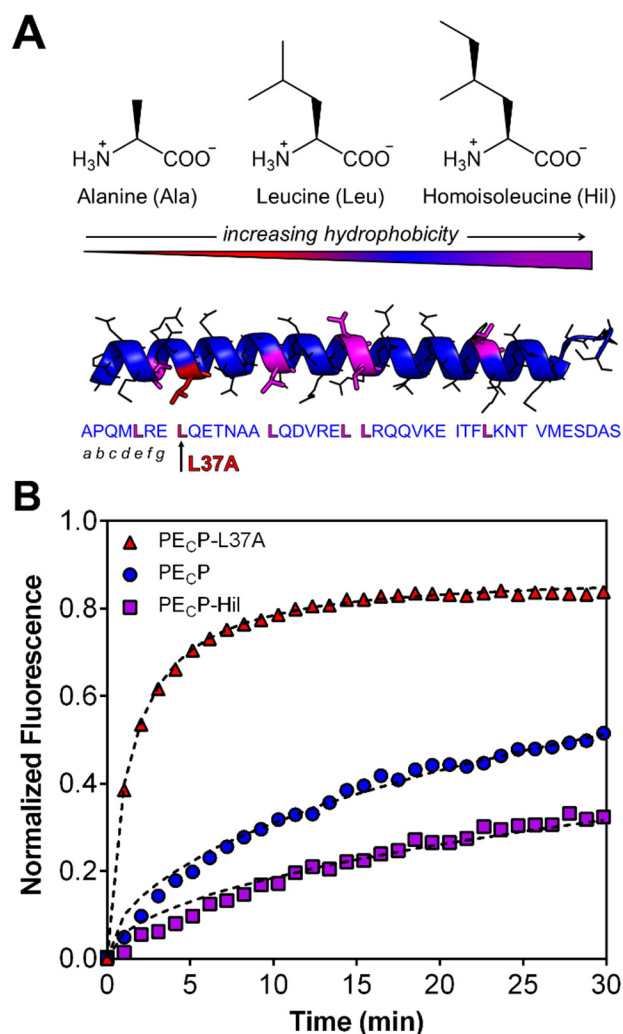 A
H₃N⁺ COO⁻ H₃N⁺ COO⁻ H₃N⁺ COO⁻
Alanine (Ala) Leucine (Leu) Homoisoleucine (Hil)
increasing hydrophobicity
APQMLRE LQETNAA LQDVREL LRQQVKE ITFLKNT VMESDAS
a b c d e f g
L37A
B
PECP-L37A
PECP
PECP-Hil
Normalized Fluorescence
1.0
0.8
0.6
0.4
0.2
0.0
0 5 10 15 20 25 30
Time (min)